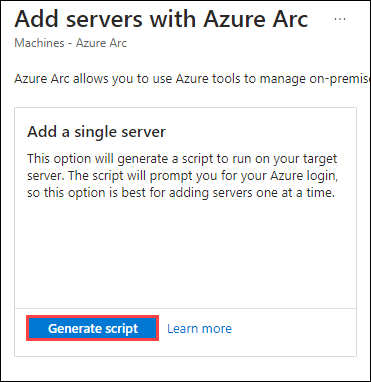 Add servers with Azure Arc ...
Machines - Azure Arc
Azure Arc allows you to use Azure tools to manage on-premise
Add a single server
This option will generate a script to run on your target
server. The script will prompt you for your Azure login,
so this option is best for adding servers one at a time.
Generate script Learn more